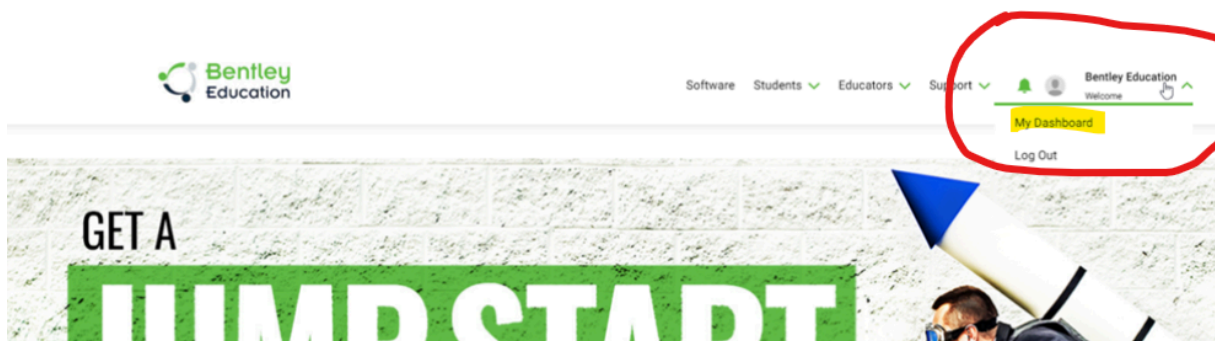 Bentley
Education
Software Students Educators Support
Bentley Education
Welcome
My Dashboard
Log Out
GET A
JUMP START